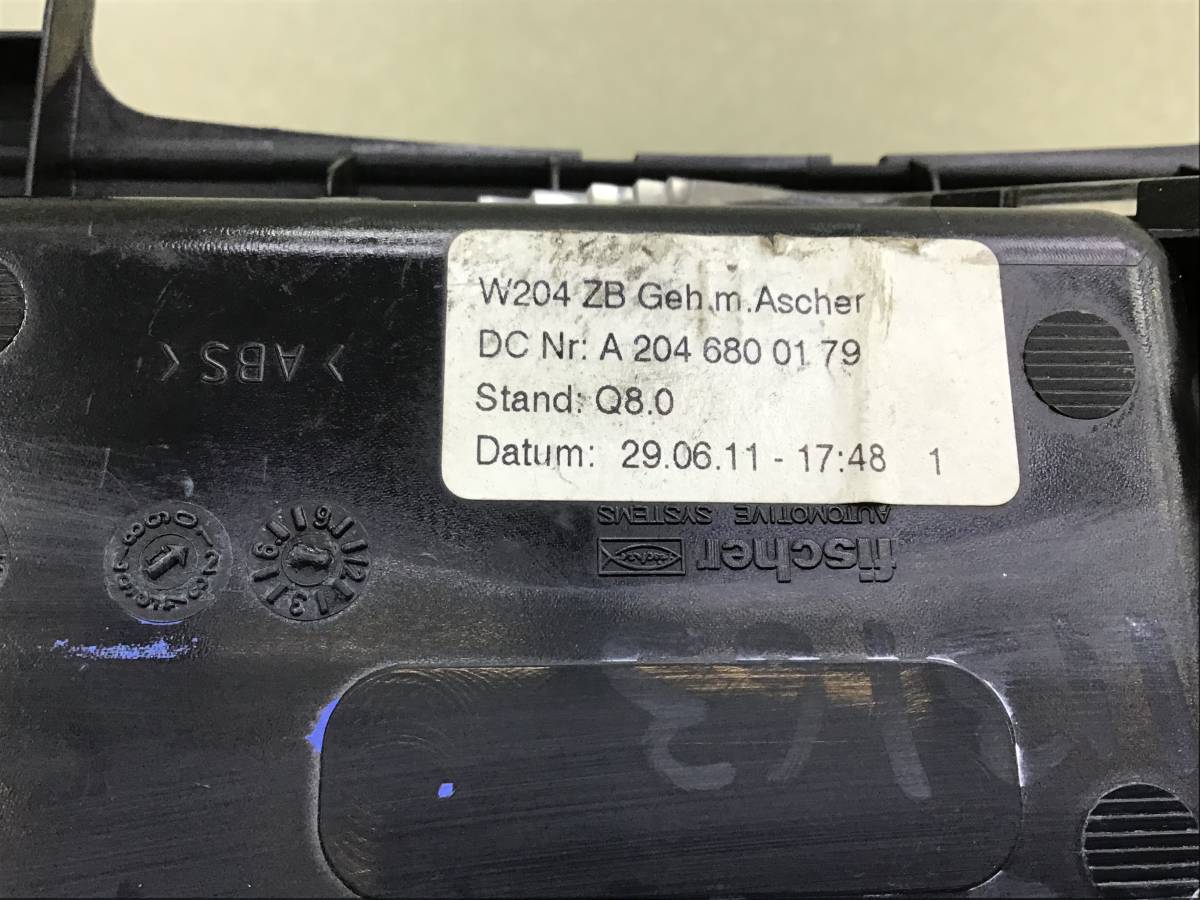 W204 ZB Geh.m.Ascher
DC Nr: A 204 680 01 79
Stand: Q8.0
Datum: 29.06.11 - 17:48 1
>ABS<
AUTOMOTIVE SYSTEMS
fischer